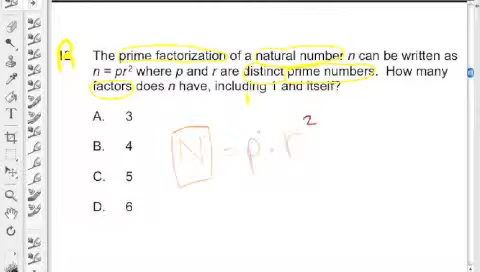 12 The prime factorization of a natural number n can be written as
n = pr² where p and r are distinct prime numbers. How many
factors does n have, including 1 and itself?
A. 3
B. 4
C. 5
D. 6
N = p · r²